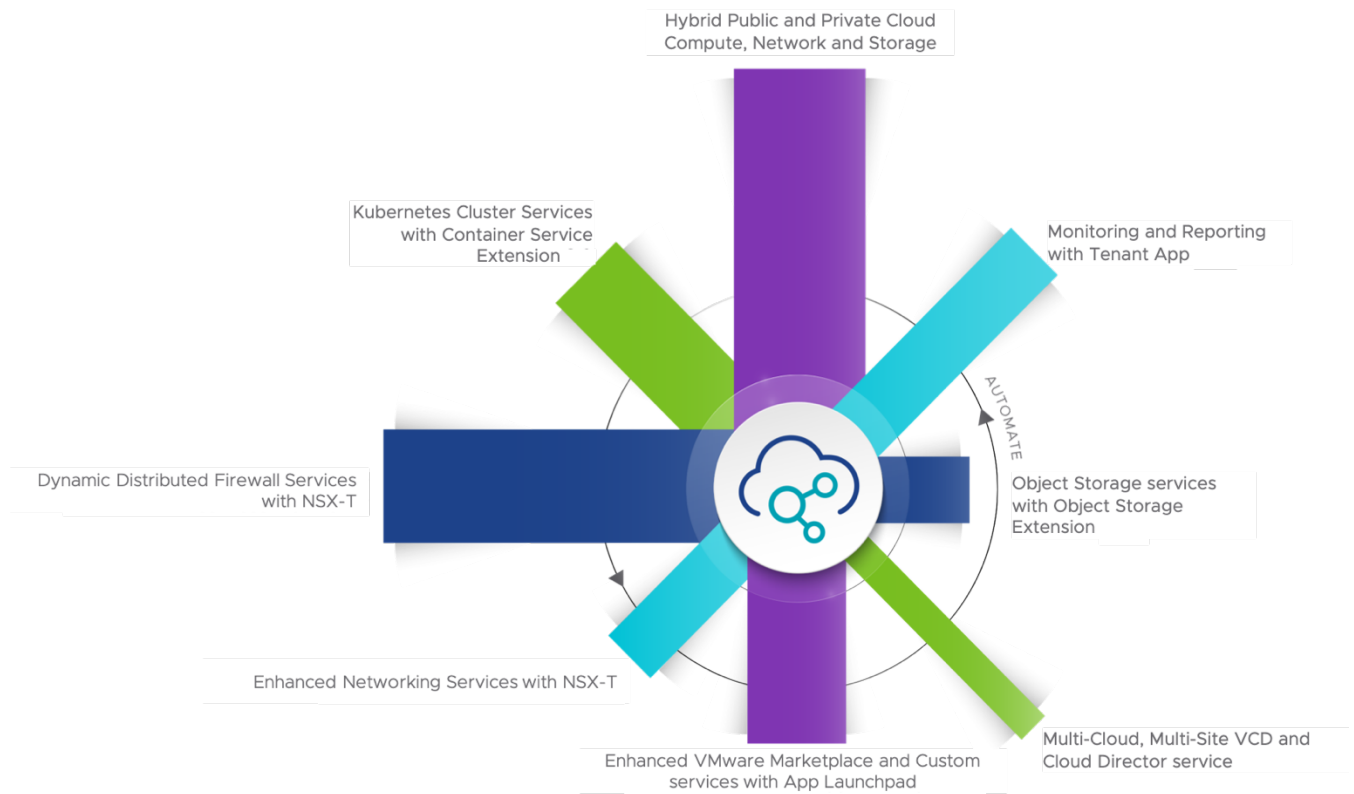 Hybrid Public and Private Cloud
Compute, Network and Storage
Kubernetes Cluster Services
with Container Service
Extension
Monitoring and Reporting
with Tenant App
AUTOMATE
Dynamic Distributed Firewall Services
with NSX-T
Object Storage services
with Object Storage
Extension
Enhanced Networking Services with NSX-T
Multi-Cloud, Multi-Site VCD and
Cloud Director service
Enhanced VMware Marketplace and Custom
services with App Launchpad